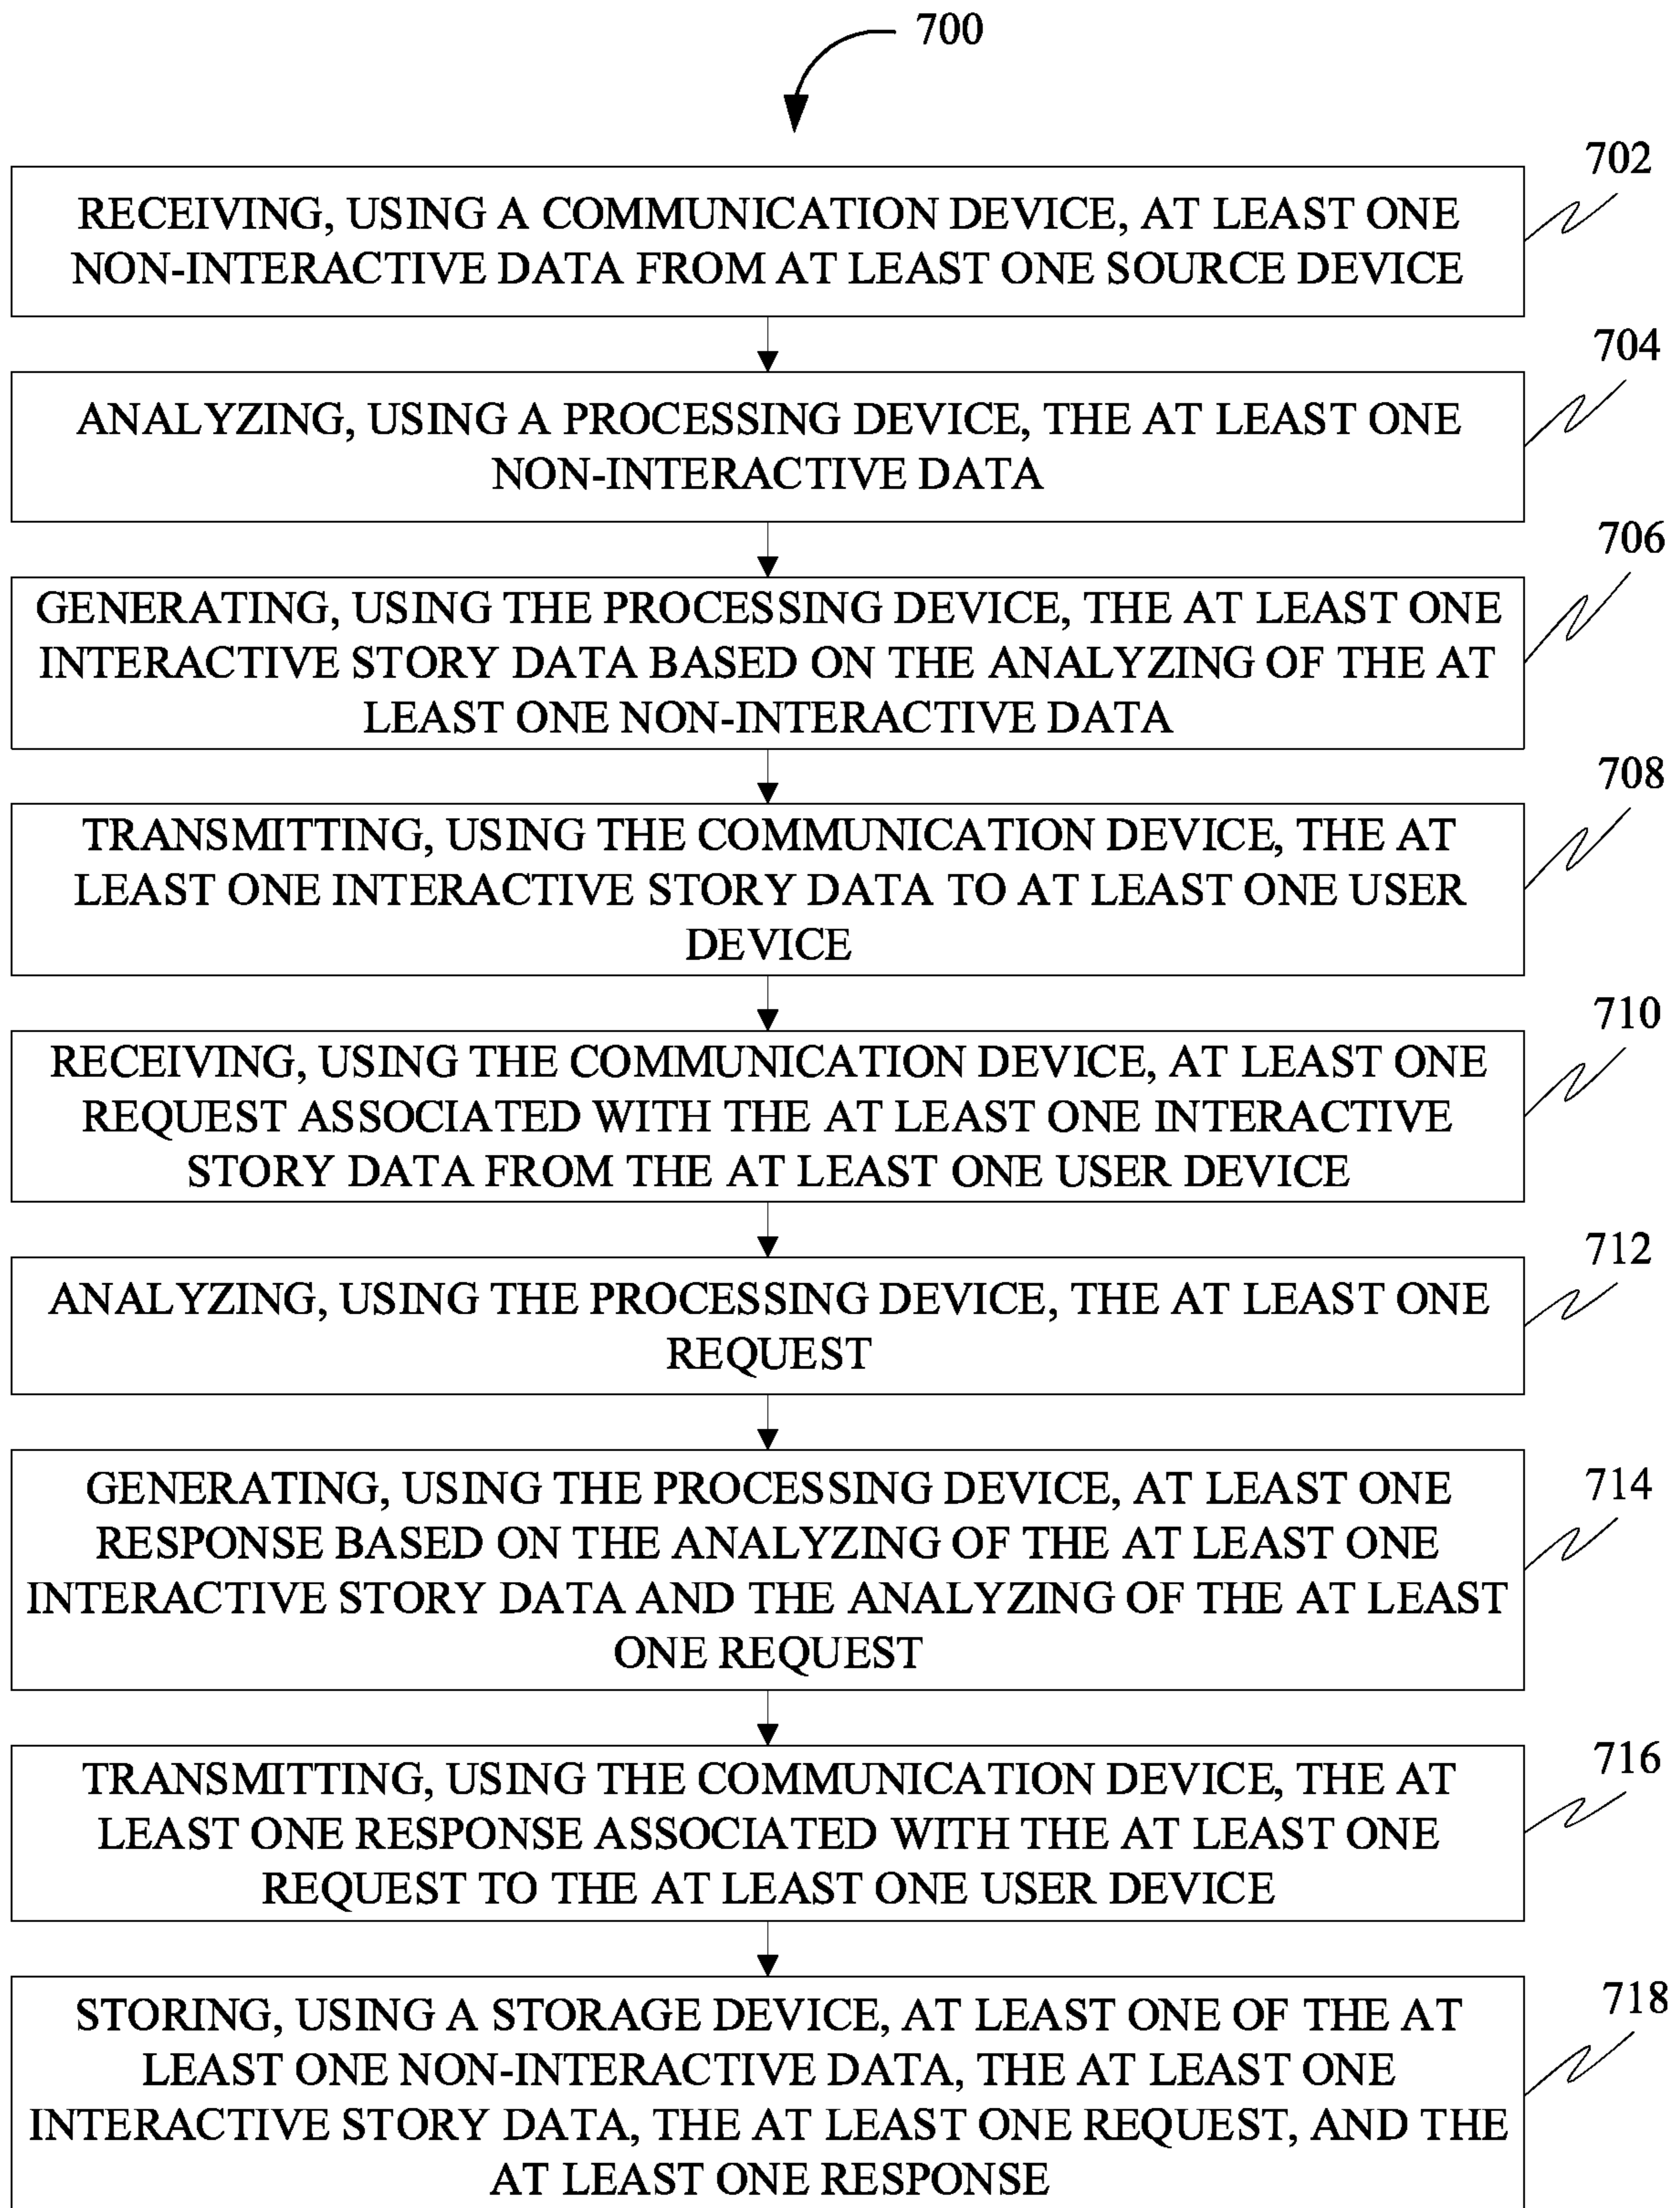 700
702
RECEIVING, USING A COMMUNICATION DEVICE, AT LEAST ONE
NON-INTERACTIVE DATA FROM AT LEAST ONE SOURCE DEVICE
704
ANALYZING, USING A PROCESSING DEVICE, THE AT LEAST ONE
NON-INTERACTIVE DATA
706
GENERATING, USING THE PROCESSING DEVICE, THE AT LEAST ONE
INTERACTIVE STORY DATA BASED ON THE ANALYZING OF THE AT
LEAST ONE NON-INTERACTIVE DATA
708
TRANSMITTING, USING THE COMMUNICATION DEVICE, THE AT
LEAST ONE INTERACTIVE STORY DATA TO AT LEAST ONE USER
DEVICE
710
RECEIVING, USING THE COMMUNICATION DEVICE, AT LEAST ONE
REQUEST ASSOCIATED WITH THE AT LEAST ONE INTERACTIVE
STORY DATA FROM THE AT LEAST ONE USER DEVICE
712
ANALYZING, USING THE PROCESSING DEVICE, THE AT LEAST ONE
REQUEST
714
GENERATING, USING THE PROCESSING DEVICE, AT LEAST ONE
RESPONSE BASED ON THE ANALYZING OF THE AT LEAST ONE
INTERACTIVE STORY DATA AND THE ANALYZING OF THE AT LEAST
ONE REQUEST
716
TRANSMITTING, USING THE COMMUNICATION DEVICE, THE AT
LEAST ONE RESPONSE ASSOCIATED WITH THE AT LEAST ONE
REQUEST TO THE AT LEAST ONE USER DEVICE
718
STORING, USING A STORAGE DEVICE, AT LEAST ONE OF THE AT
LEAST ONE NON-INTERACTIVE DATA, THE AT LEAST ONE
INTERACTIVE STORY DATA, THE AT LEAST ONE REQUEST, AND THE
AT LEAST ONE RESPONSE